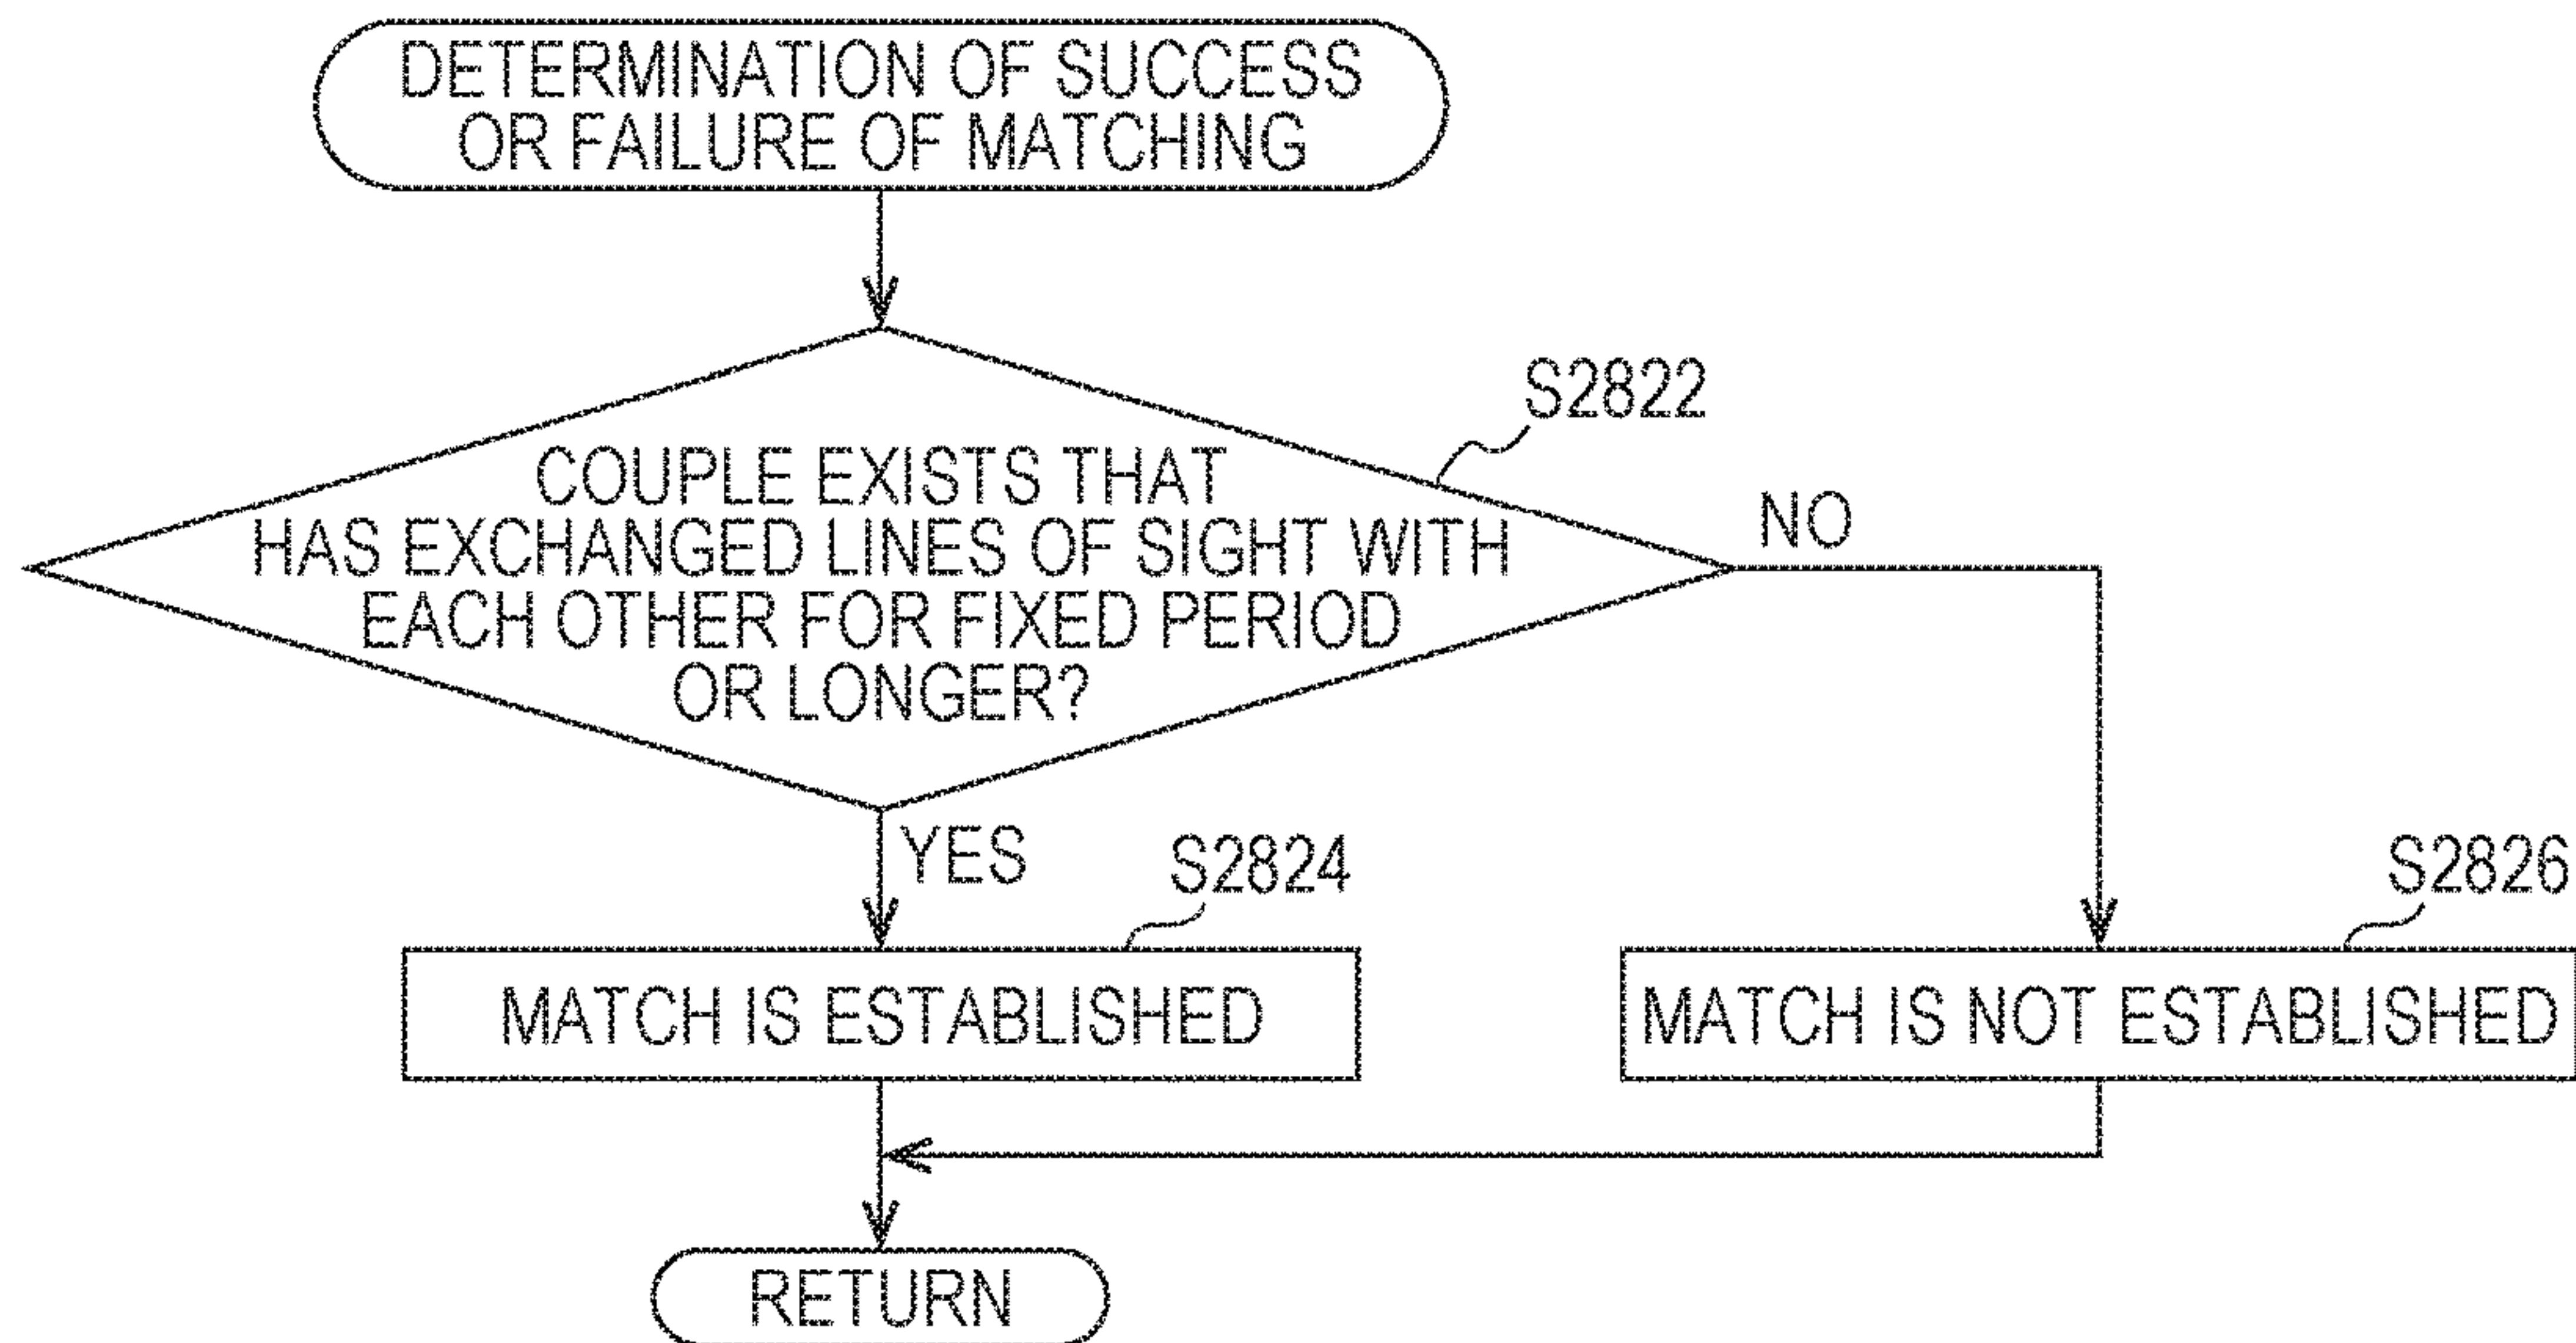 DETERMINATION OF SUCCESS
OR FAILURE OF MATCHING
S2822
COUPLE EXISTS THAT
HAS EXCHANGED LINES OF SIGHT WITH
EACH OTHER FOR FIXED PERIOD
OR LONGER?
NO
YES
S2824
S2826
MATCH IS ESTABLISHED
MATCH IS NOT ESTABLISHED
RETURN